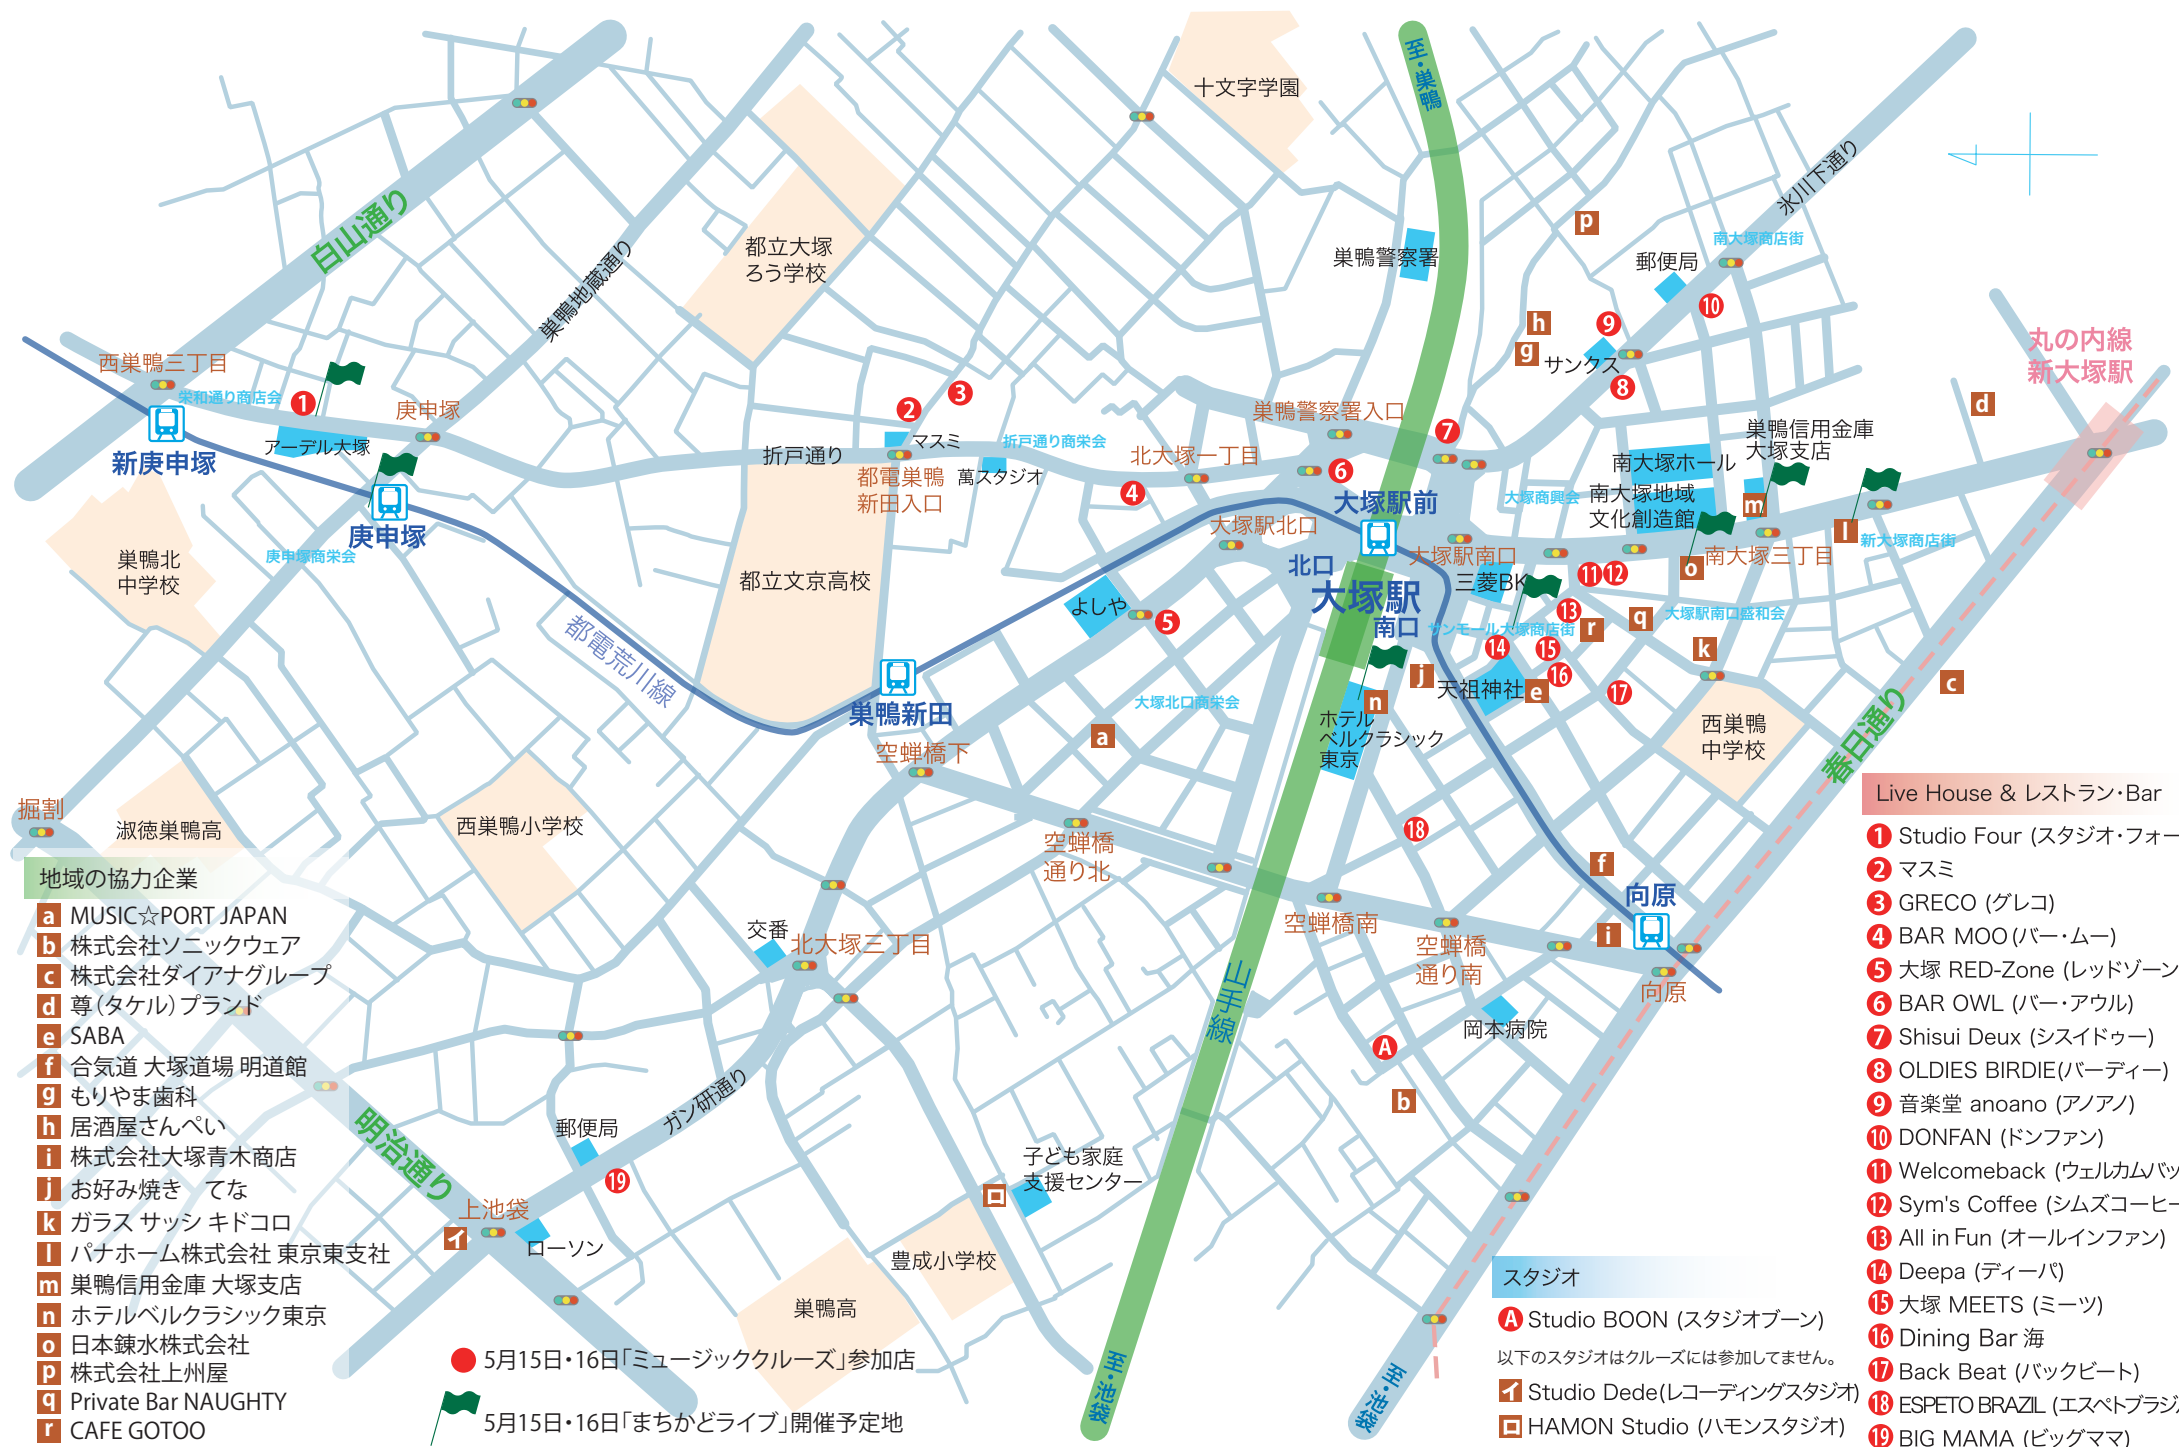 至・巣鴨
十文字学園
氷川下通り
白山通り
巣鴨地蔵通り
都立大塚
ろう学校
巣鴨警察署
p
南大塚商店街
郵便局
10
h
9
g
サンクス
8
丸の内線
新大塚駅
西巣鴨三丁目
栄和通り商店会
1
庚申塚
アーデル大塚
新庚申塚
庚申塚
庚申塚商栄会
2
3
マスミ
折戸通り
折戸通り商栄会
都電巣鴨
新田入口
萬スタジオ
北大塚一丁目
4
巣鴨警察署入口
7
6
大塚駅前
大塚駅北口
北口
大塚駅
南口
大塚駅南口
三菱BK
大塚商興会
南大塚ホール
南大塚地域
文化創造館
巣鴨信用金庫
大塚支店
m
d
l
新大塚商店街
南大塚三丁目
o
11
12
13
サンモール大塚商店街
r
q
大塚駅南口盛和会
k
14
15
16
17
天祖神社
e
j
n
ホテル
ベルクラシック
東京
c
西巣鴨
中学校
春日通り
巣鴨北
中学校
都立文京高校
都電荒川線
よしや
5
巣鴨新田
大塚北口商栄会
a
空蝉橋下
掘割
淑徳巣鴨高
西巣鴨小学校
空蝉橋
通り北
18
f
向原
i
空蝉橋南
空蝉橋
通り南
向原
交番
北大塚三丁目
山手線
岡本病院
A
b
ガン研通り
明治通り
郵便局
19
上池袋
イ
ローソン
子ども家庭
支援センター
ロ
豊成小学校
巣鴨高
至・池袋
至・池袋
地域の協力企業
a MUSIC☆PORT JAPAN
b 株式会社ソニックウェア
c 株式会社ダイアナグループ
d 尊（タケル）ブランド
e SABA
f 合気道 大塚道場 明道館
g もりやま歯科
h 居酒屋さんぺい
i 株式会社大塚青木商店
j お好み焼き　てな
k ガラス サッシ キドコロ
l パナホーム株式会社 東京東支社
m 巣鴨信用金庫 大塚支店
n ホテルベルクラシック東京
o 日本錬水株式会社
p 株式会社上州屋
q Private Bar NAUGHTY
r CAFE GOTOO
5月15日・16日「ミュージッククルーズ」参加店
5月15日・16日「まちかどライブ」開催予定地
スタジオ
A Studio BOON (スタジオブーン)
以下のスタジオはクルーズには参加してません。
イ Studio Dede(レコーディングスタジオ)
ロ HAMON Studio (ハモンスタジオ)
Live House & レストラン・Bar
1 Studio Four (スタジオ・フォー
2 マスミ
3 GRECO (グレコ)
4 BAR MOO (バー・ムー)
5 大塚 RED-Zone (レッドゾーン
6 BAR OWL (バー・アウル)
7 Shisui Deux (シスイドゥー)
8 OLDIES BIRDIE(バーディー)
9 音楽堂 anoano (アノアノ)
10 DONFAN (ドンファン)
11 Welcomeback (ウェルカムバッ
12 Sym's Coffee (シムズコーヒー
13 All in Fun (オールインファン)
14 Deepa (ディーパ)
15 大塚 MEETS (ミーツ)
16 Dining Bar 海
17 Back Beat (バックビート)
18 ESPETO BRAZIL (エスペトブラジ
19 BIG MAMA (ビッグママ)